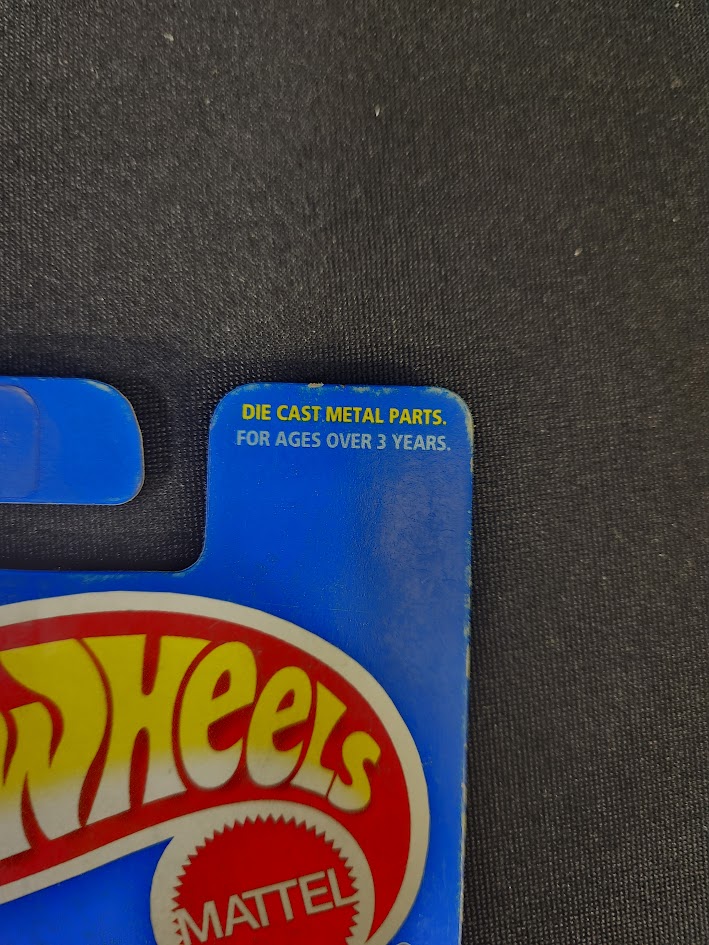 DIE CAST METAL PARTS.
FOR AGES OVER 3 YEARS.
WHEELS
MATTEL